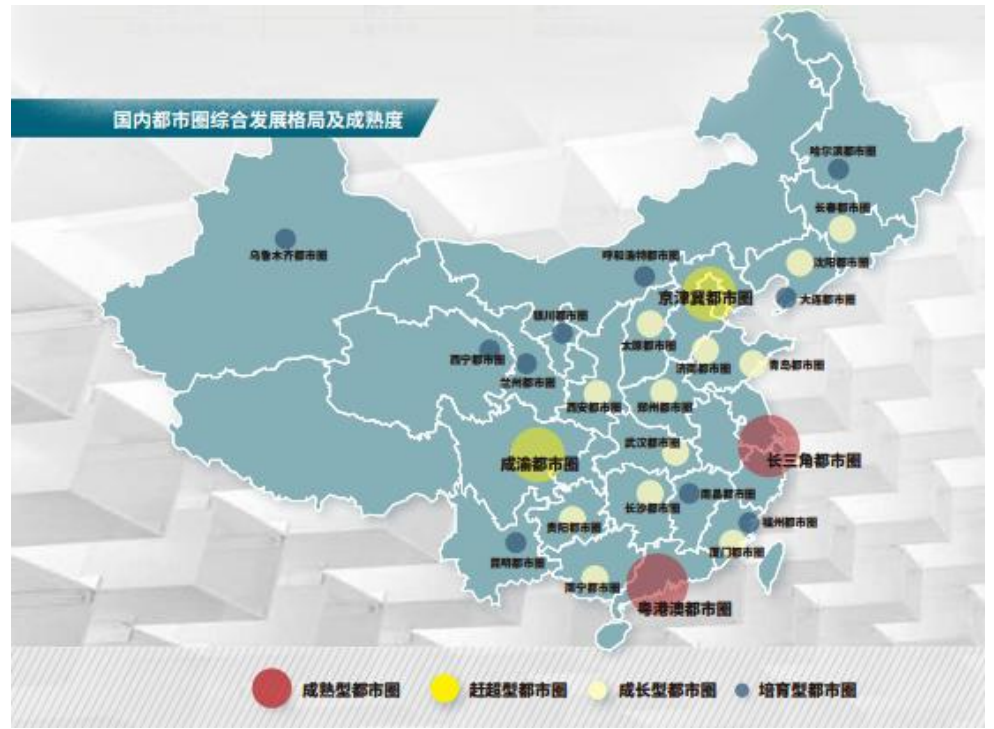 国内都市圈综合发展格局及成熟度
哈尔滨都市圈
长春都市圈
乌鲁木齐都市圈
呼和浩特都市圈
沈阳都市圈
京津冀都市圈
大连都市圈
银川都市圈
太原都市圈
西宁都市圈
济南都市圈
青岛都市圈
兰州都市圈
西安都市圈
郑州都市圈
武汉都市圈
成渝都市圈
长三角都市圈
南昌都市圈
长沙都市圈
贵阳都市圈
福州都市圈
厦门都市圈
昆明都市圈
南宁都市圈
粤港澳都市圈
成熟型都市圈
赶超型都市圈
成长型都市圈
培育型都市圈